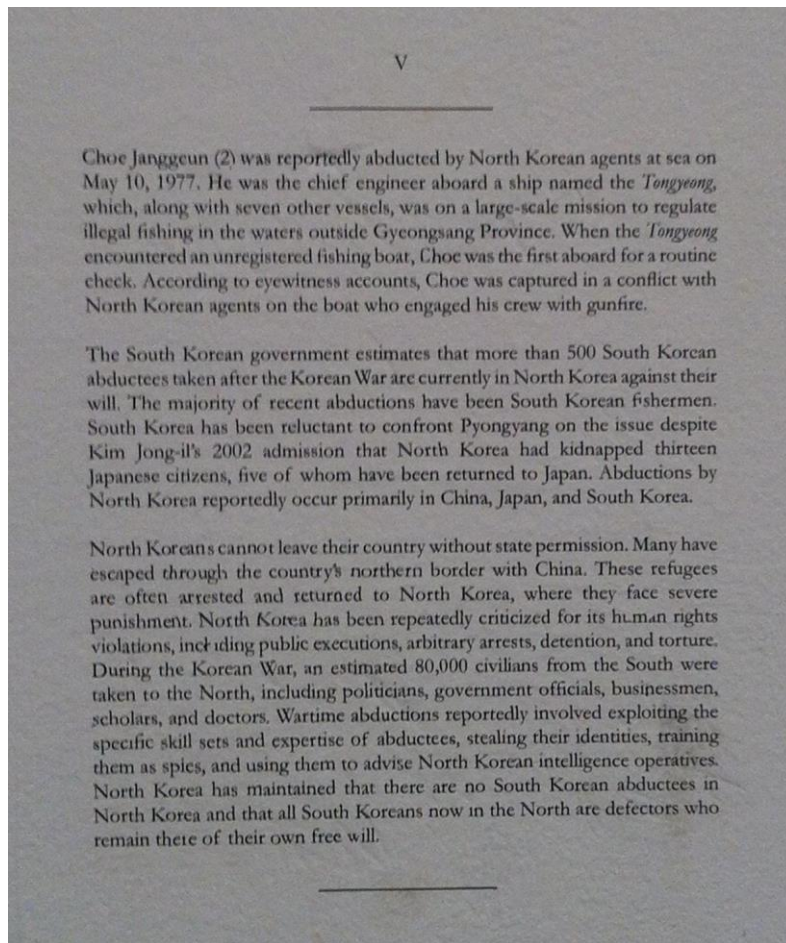 V
Choe Janggeun (2) was reportedly abducted by North Korean agents at sea on
May 10, 1977. He was the chief engineer aboard a ship named the Tongyeong,
which, along with seven other vessels, was on a large-scale mission to regulate
illegal fishing in the waters outside Gyeongsang Province. When the Tongyeong
encountered an unregistered fishing boat, Choe was the first aboard for a routine
check. According to eyewitness accounts, Choe was captured in a conflict with
North Korean agents on the boat who engaged his crew with gunfire.
The South Korean government estimates that more than 500 South Korean
abductees taken after the Korean War are currently in North Korea against their
will. The majority of recent abductions have been South Korean fishermen.
South Korea has been reluctant to confront Pyongyang on the issue despite
Kim Jong-il's 2002 admission that North Korea had kidnapped thirteen
Japanese citizens, five of whom have been returned to Japan. Abductions by
North Korea reportedly occur primarily in China, Japan, and South Korea.
North Koreans cannot leave their country without state permission. Many have
escaped through the country's northern border with China. These refugees
are often arrested and returned to North Korea, where they face severe
punishment. North Korea has been repeatedly criticized for its human rights
violations, including public executions, arbitrary arrests, detention, and torture.
During the Korean War, an estimated 80,000 civilians from the South were
taken to the North, including politicians, government officials, businessmen,
scholars, and doctors. Wartime abductions reportedly involved exploiting the
specific skill sets and expertise of abductees, stealing their identities, training
them as spies, and using them to advise North Korean intelligence operatives.
North Korea has maintained that there are no South Korean abductees in
North Korea and that all South Koreans now in the North are defectors who
remain there of their own free will.